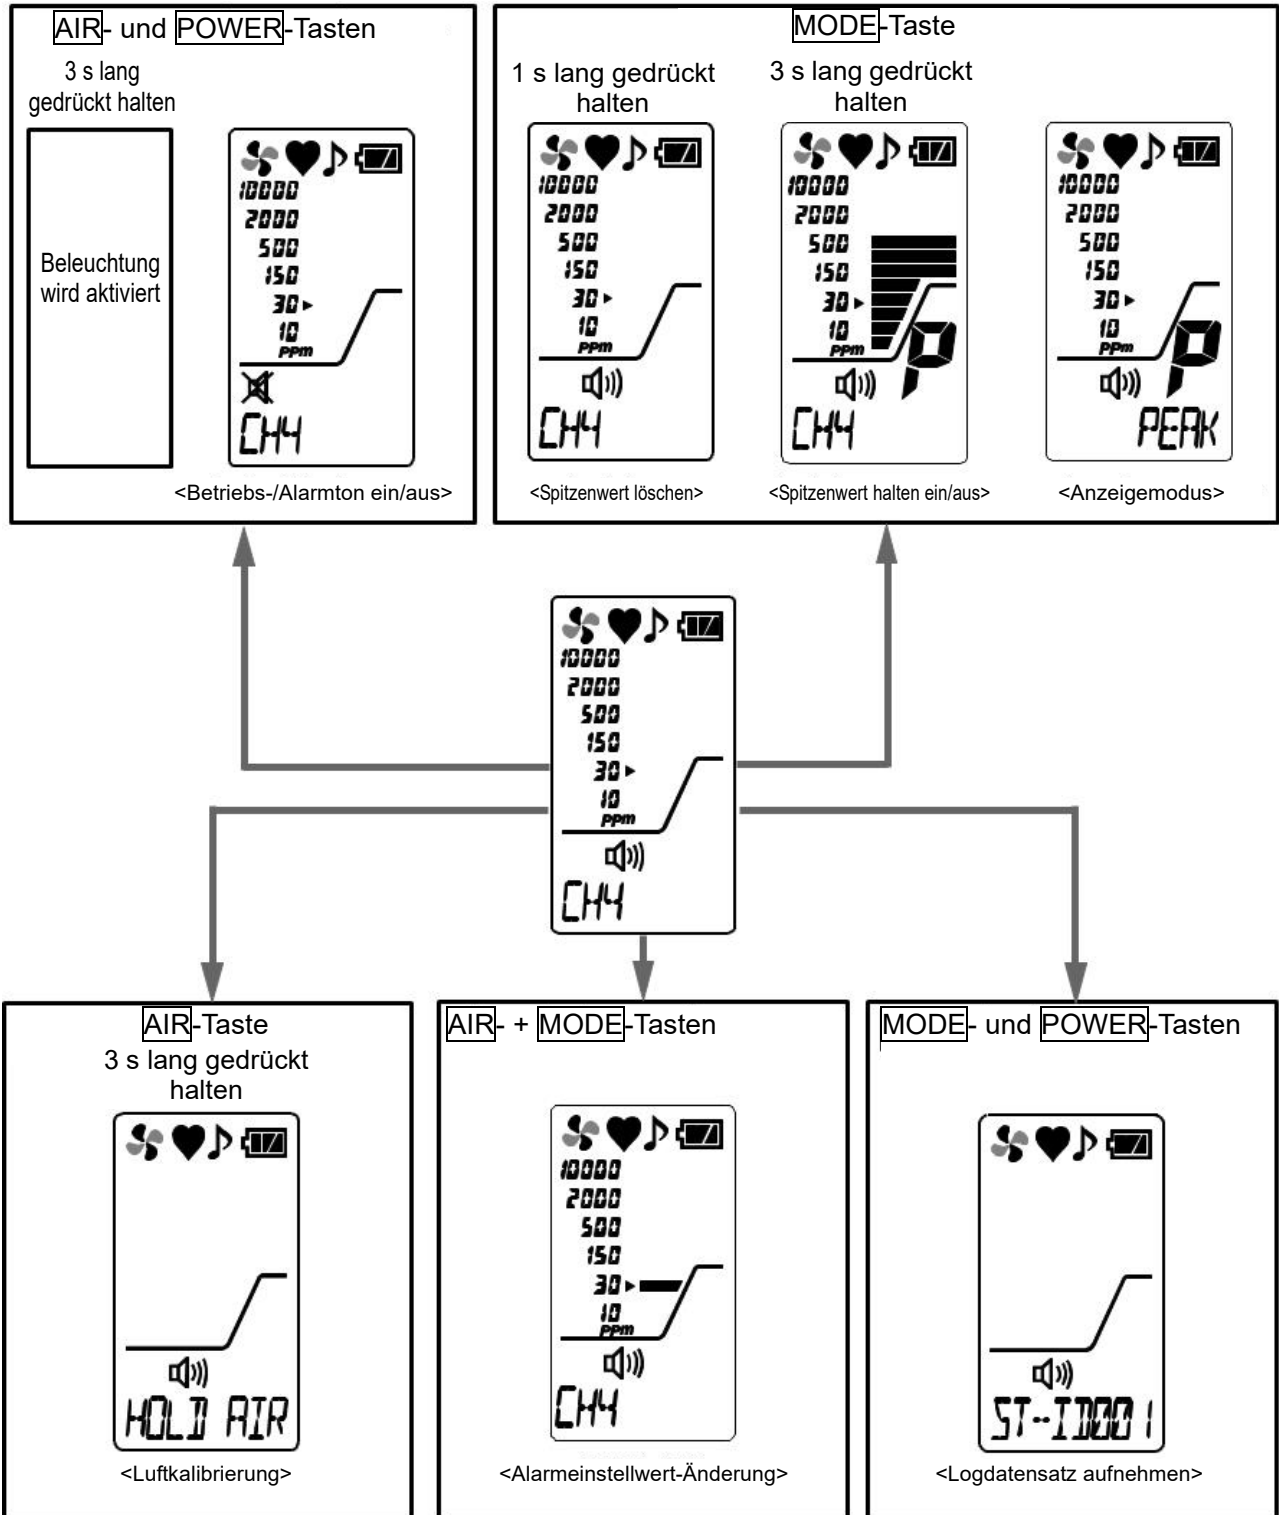 AIR- und POWER-Tasten
3 s lang
gedrückt halten
Beleuchtung
wird aktiviert
10000
2000
500
150
30
10
ppm
CH4
<Betriebs-/Alarmton ein/aus>
MODE-Taste
1 s lang gedrückt
halten
10000
2000
500
150
30
10
ppm
CH4
<Spitzenwert löschen>
3 s lang gedrückt
halten
10000
2000
500
150
30
10
ppm
P
CH4
<Spitzenwert halten ein/aus>
10000
2000
500
150
30
10
ppm
P
PEAK
<Anzeigemodus>
10000
2000
500
150
30
10
ppm
CH4
AIR-Taste
3 s lang gedrückt
halten
HOLD AIR
<Luftkalibrierung>
AIR- + MODE-Tasten
10000
2000
500
150
30
10
ppm
CH4
<Alarmeinstellwert-Änderung>
MODE- und POWER-Tasten
ST--ID001
<Logdatensatz aufnehmen>